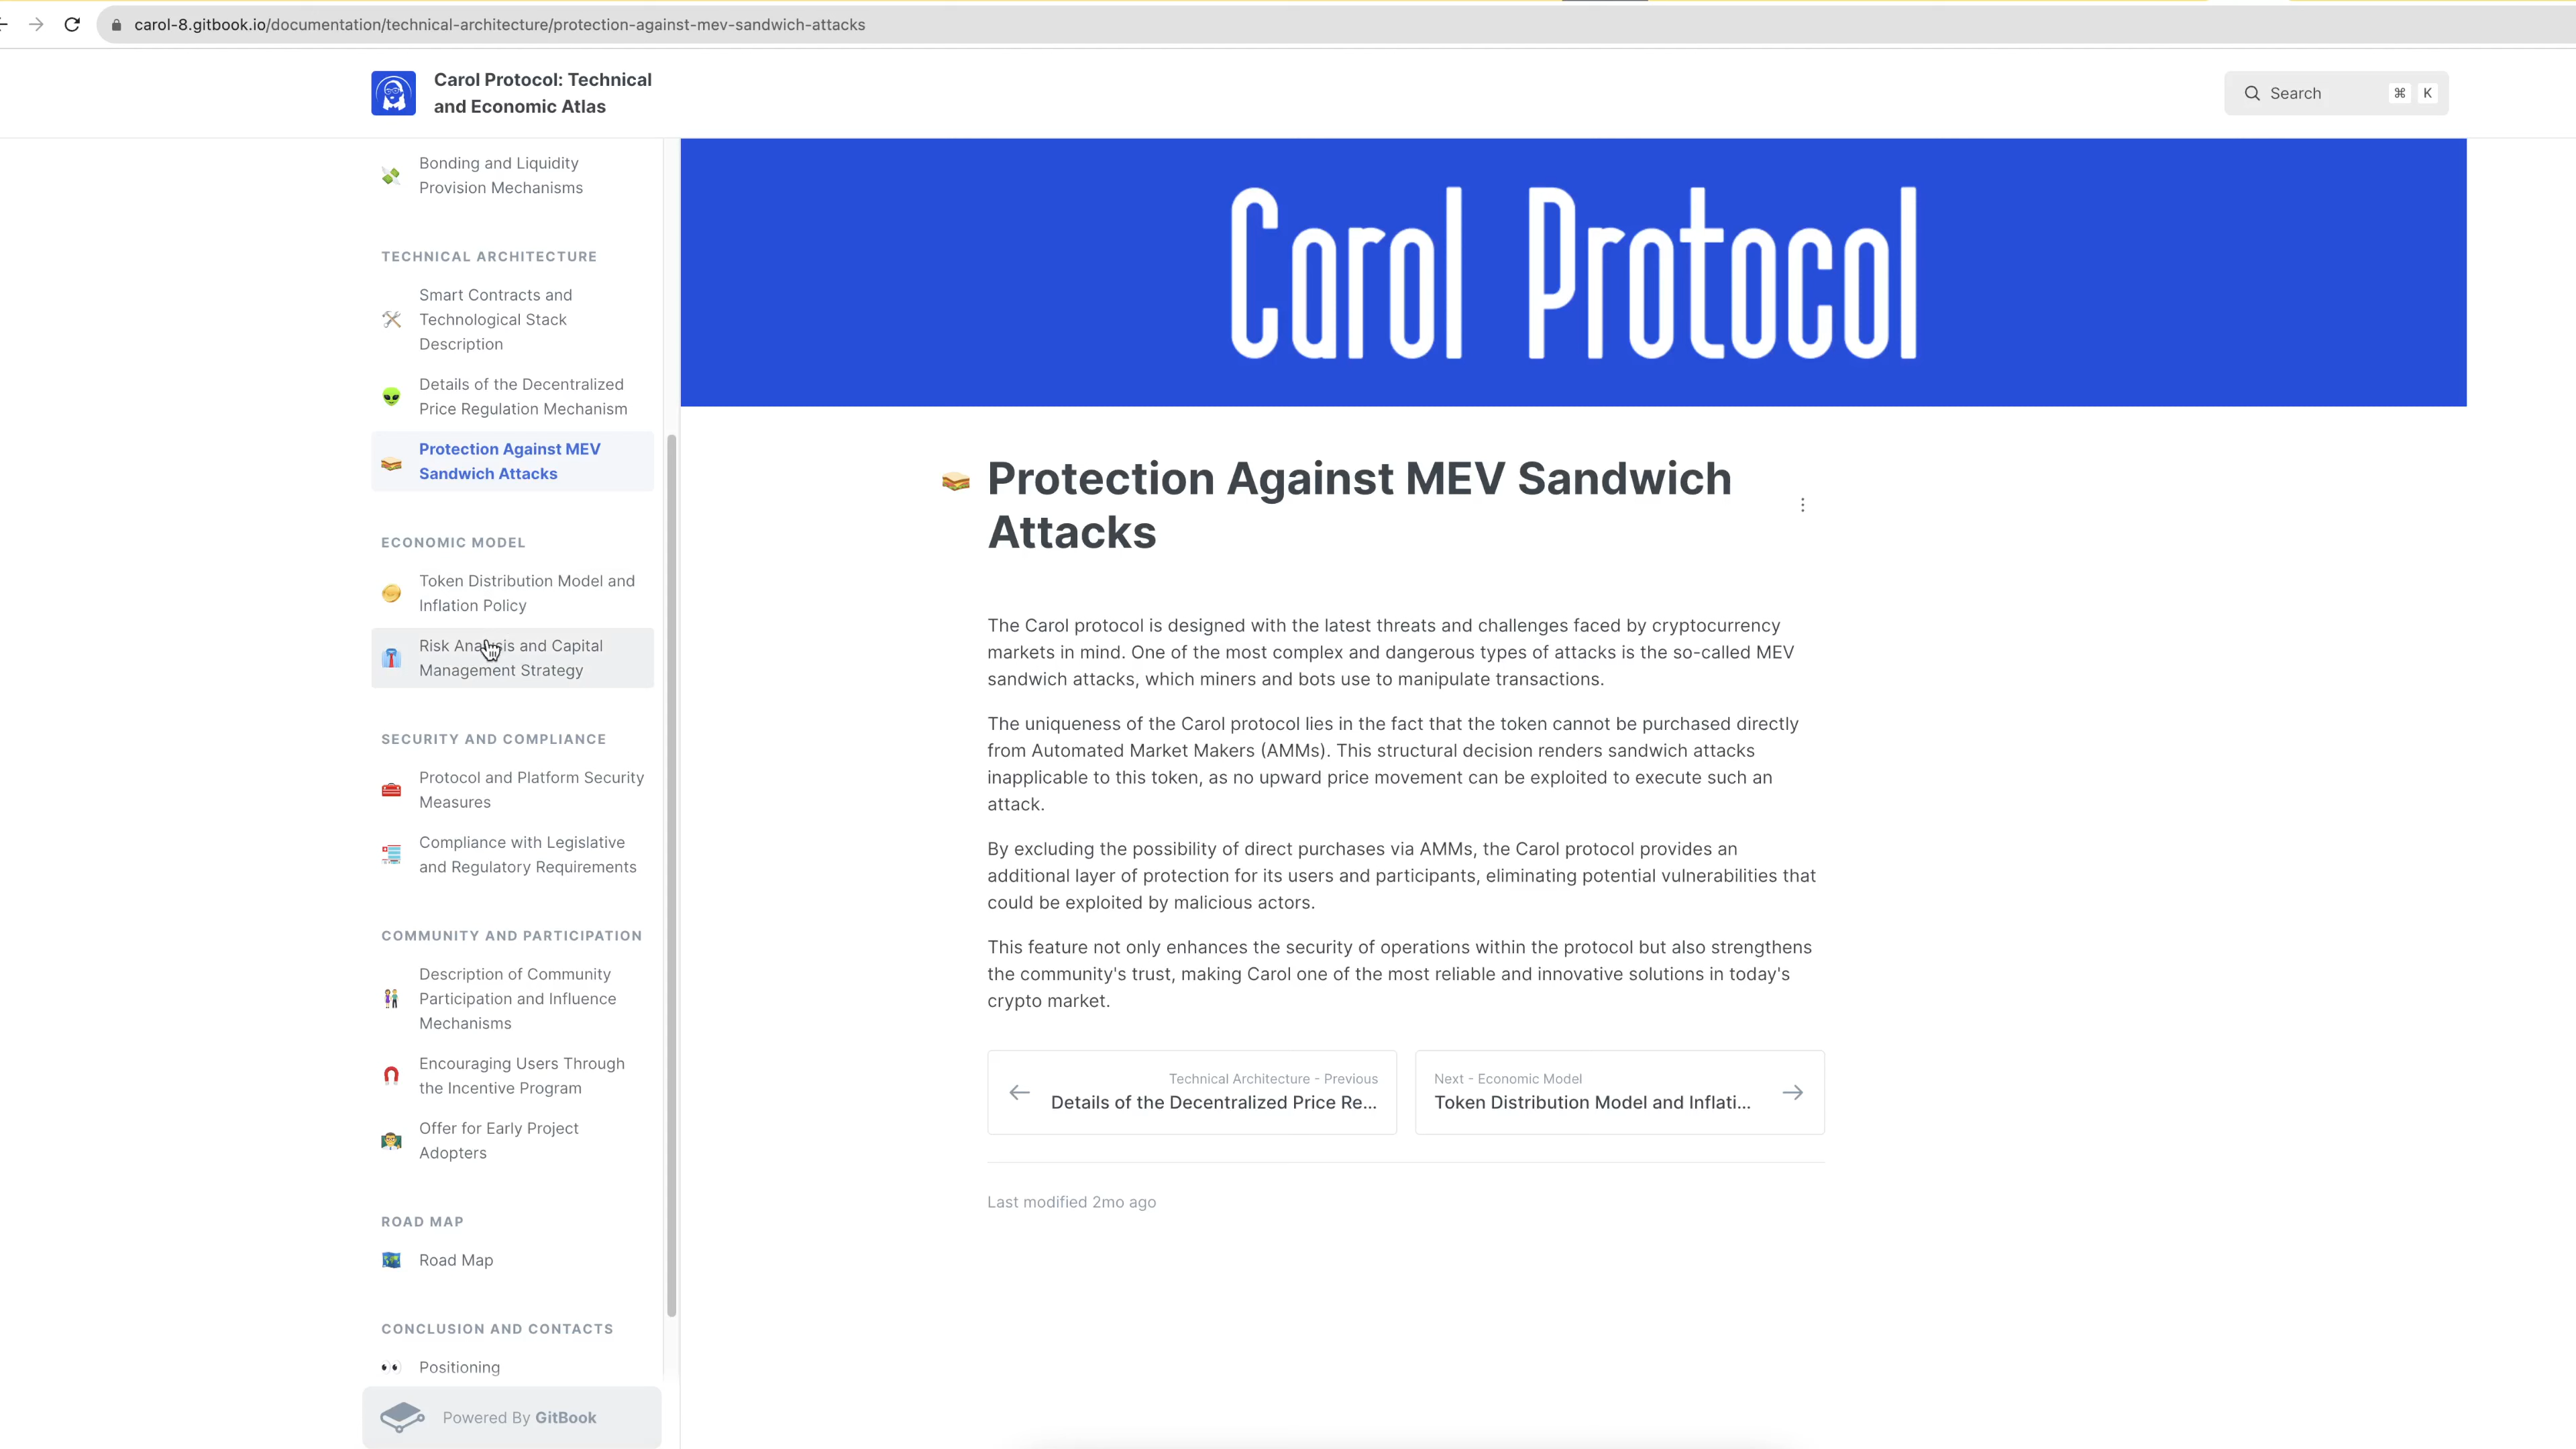 carol-8.gitbook.io/documentation/technical-architecture/protection-against-mev-sandwich-attacks
Carol Protocol: Technical
and Economic Atlas
Search
⌘
K
Bonding and Liquidity
Provision Mechanisms
TECHNICAL ARCHITECTURE
Smart Contracts and
Technological Stack
Description
Details of the Decentralized
Price Regulation Mechanism
Protection Against MEV
Sandwich Attacks
ECONOMIC MODEL
Token Distribution Model and
Inflation Policy
Risk Analysis and Capital
Management Strategy
SECURITY AND COMPLIANCE
Protocol and Platform Security
Measures
Compliance with Legislative
and Regulatory Requirements
COMMUNITY AND PARTICIPATION
Description of Community
Participation and Influence
Mechanisms
Encouraging Users Through
the Incentive Program
Offer for Early Project
Adopters
ROAD MAP
Road Map
CONCLUSION AND CONTACTS
Positioning
Powered By GitBook
Carol Protocol
Protection Against MEV Sandwich
Attacks
The Carol protocol is designed with the latest threats and challenges faced by cryptocurrency
markets in mind. One of the most complex and dangerous types of attacks is the so-called MEV
sandwich attacks, which miners and bots use to manipulate transactions.
The uniqueness of the Carol protocol lies in the fact that the token cannot be purchased directly
from Automated Market Makers (AMMs). This structural decision renders sandwich attacks
inapplicable to this token, as no upward price movement can be exploited to execute such an
attack.
By excluding the possibility of direct purchases via AMMs, the Carol protocol provides an
additional layer of protection for its users and participants, eliminating potential vulnerabilities that
could be exploited by malicious actors.
This feature not only enhances the security of operations within the protocol but also strengthens
the community's trust, making Carol one of the most reliable and innovative solutions in today's
crypto market.
Technical Architecture - Previous
Details of the Decentralized Price Re...
Next - Economic Model
Token Distribution Model and Inflati...
Last modified 2mo ago